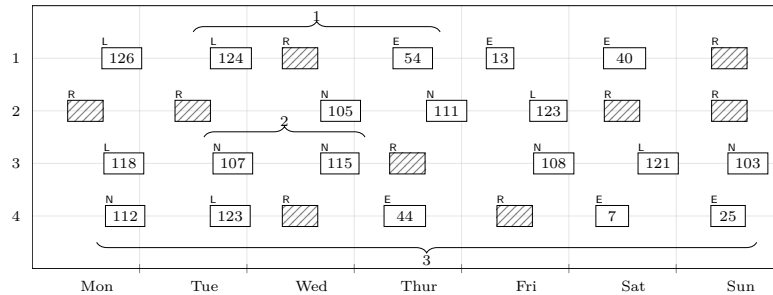 1
L L R E E E R
1 126 124 54 13 40
R R N N L R R
2 105 111 123
2
L N N R N L N
3 118 107 115 108 121 103
N L R E R E E
4 112 123 44 7 25
3
Mon Tue Wed Thur Fri Sat Sun